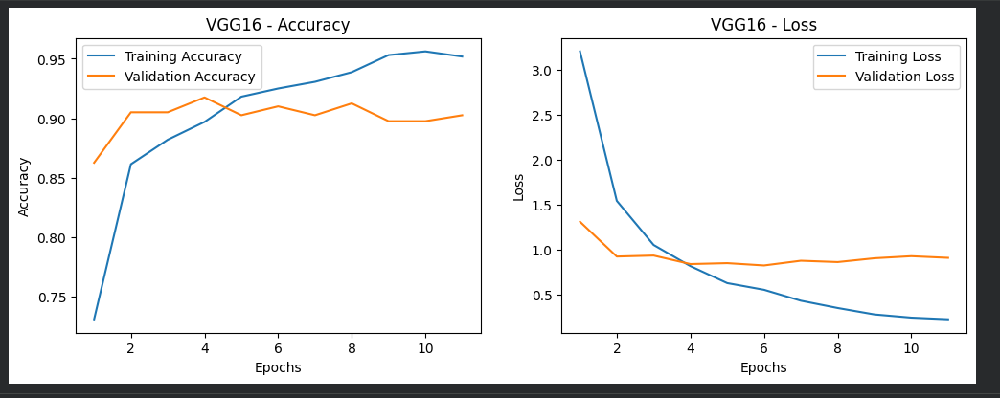 VGG16 - Accuracy
Training Accuracy
Validation Accuracy
0.95
0.90
0.85
0.80
0.75
Accuracy
2 4 6 8 10
Epochs
VGG16 - Loss
Training Loss
Validation Loss
3.0
2.5
2.0
1.5
1.0
0.5
Loss
2 4 6 8 10
Epochs